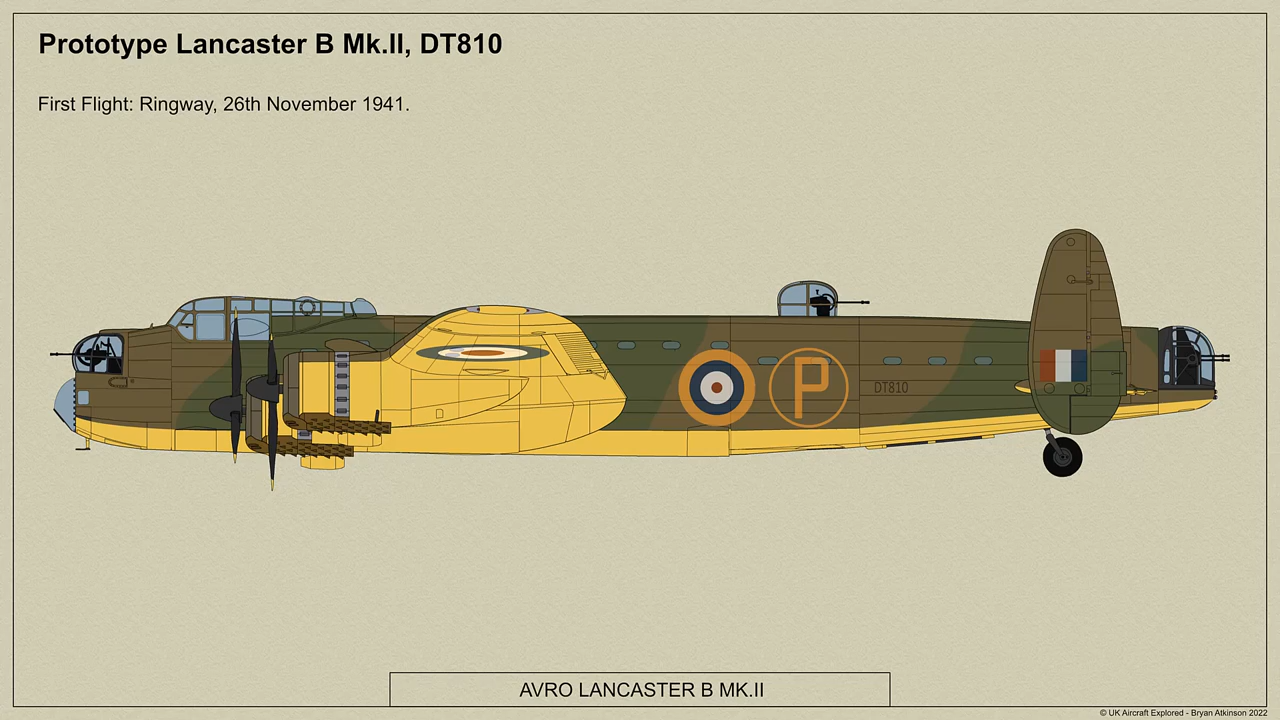 Prototype Lancaster B Mk.II, DT810
First Flight: Ringway, 26th November 1941.
P
DT810
AVRO LANCASTER B MK.II
© UK Aircraft Explored - Bryan Atkinson 2022